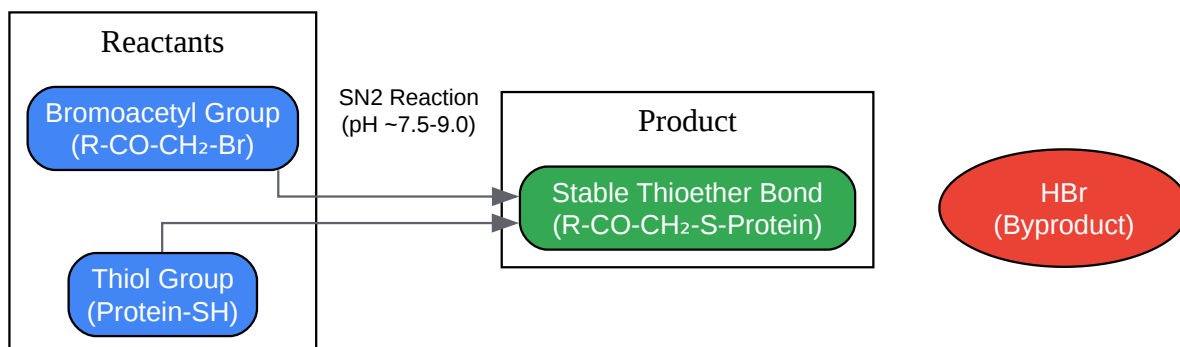 Reactants
Bromoacetyl Group
(R-CO-CH₂-Br)
Thiol Group
(Protein-SH)
SN2 Reaction
(pH ~7.5-9.0)
Product
Stable Thioether Bond
(R-CO-CH₂-S-Protein)
HBr
(Byproduct)